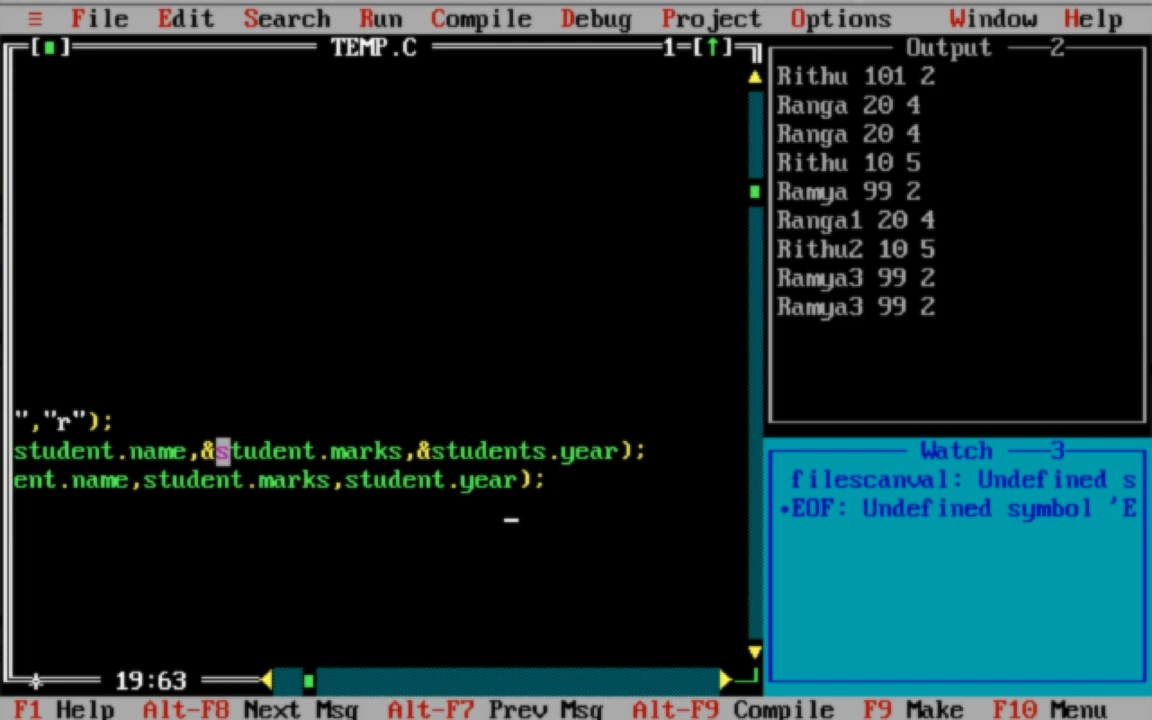 ≡ File Edit Search Run Compile Debug Project Options Window Help
[■] TEMP.C 1=[↑]
","r");
student.name,&student.marks,&students.year);
ent.name,student.marks,student.year);
19:63
Output 2
Rithu 101 2
Ranga 20 4
Ranga 20 4
Rithu 10 5
Ramya 99 2
Ranga1 20 4
Rithu2 10 5
Ramya3 99 2
Ramya3 99 2
Watch 3
filescanval: Undefined s
•EOF: Undefined symbol 'E
F1 Help Alt-F8 Next Msg Alt-F7 Prev Msg Alt-F9 Compile F9 Make F10 Menu